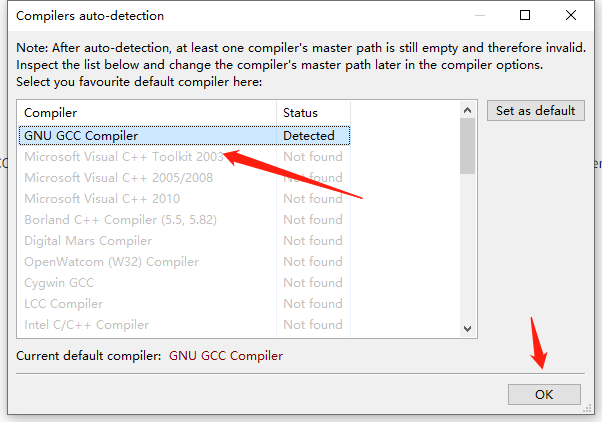 Compilers auto-detection
Note: After auto-detection, at least one compiler's master path is still empty and therefore invalid.
Inspect the list below and change the compiler's master path later in the compiler options.
Select you favourite default compiler here:
Compiler Status
Set as default
GNU GCC Compiler Detected
Microsoft Visual C++ Toolkit 2003 Not found
Microsoft Visual C++ 2005/2008 Not found
Microsoft Visual C++ 2010 Not found
Borland C++ Compiler (5.5, 5.82) Not found
Digital Mars Compiler Not found
OpenWatcom (W32) Compiler Not found
Cygwin GCC Not found
LCC Compiler Not found
Intel C/C++ Compiler Not found
Current default compiler: GNU GCC Compiler
OK